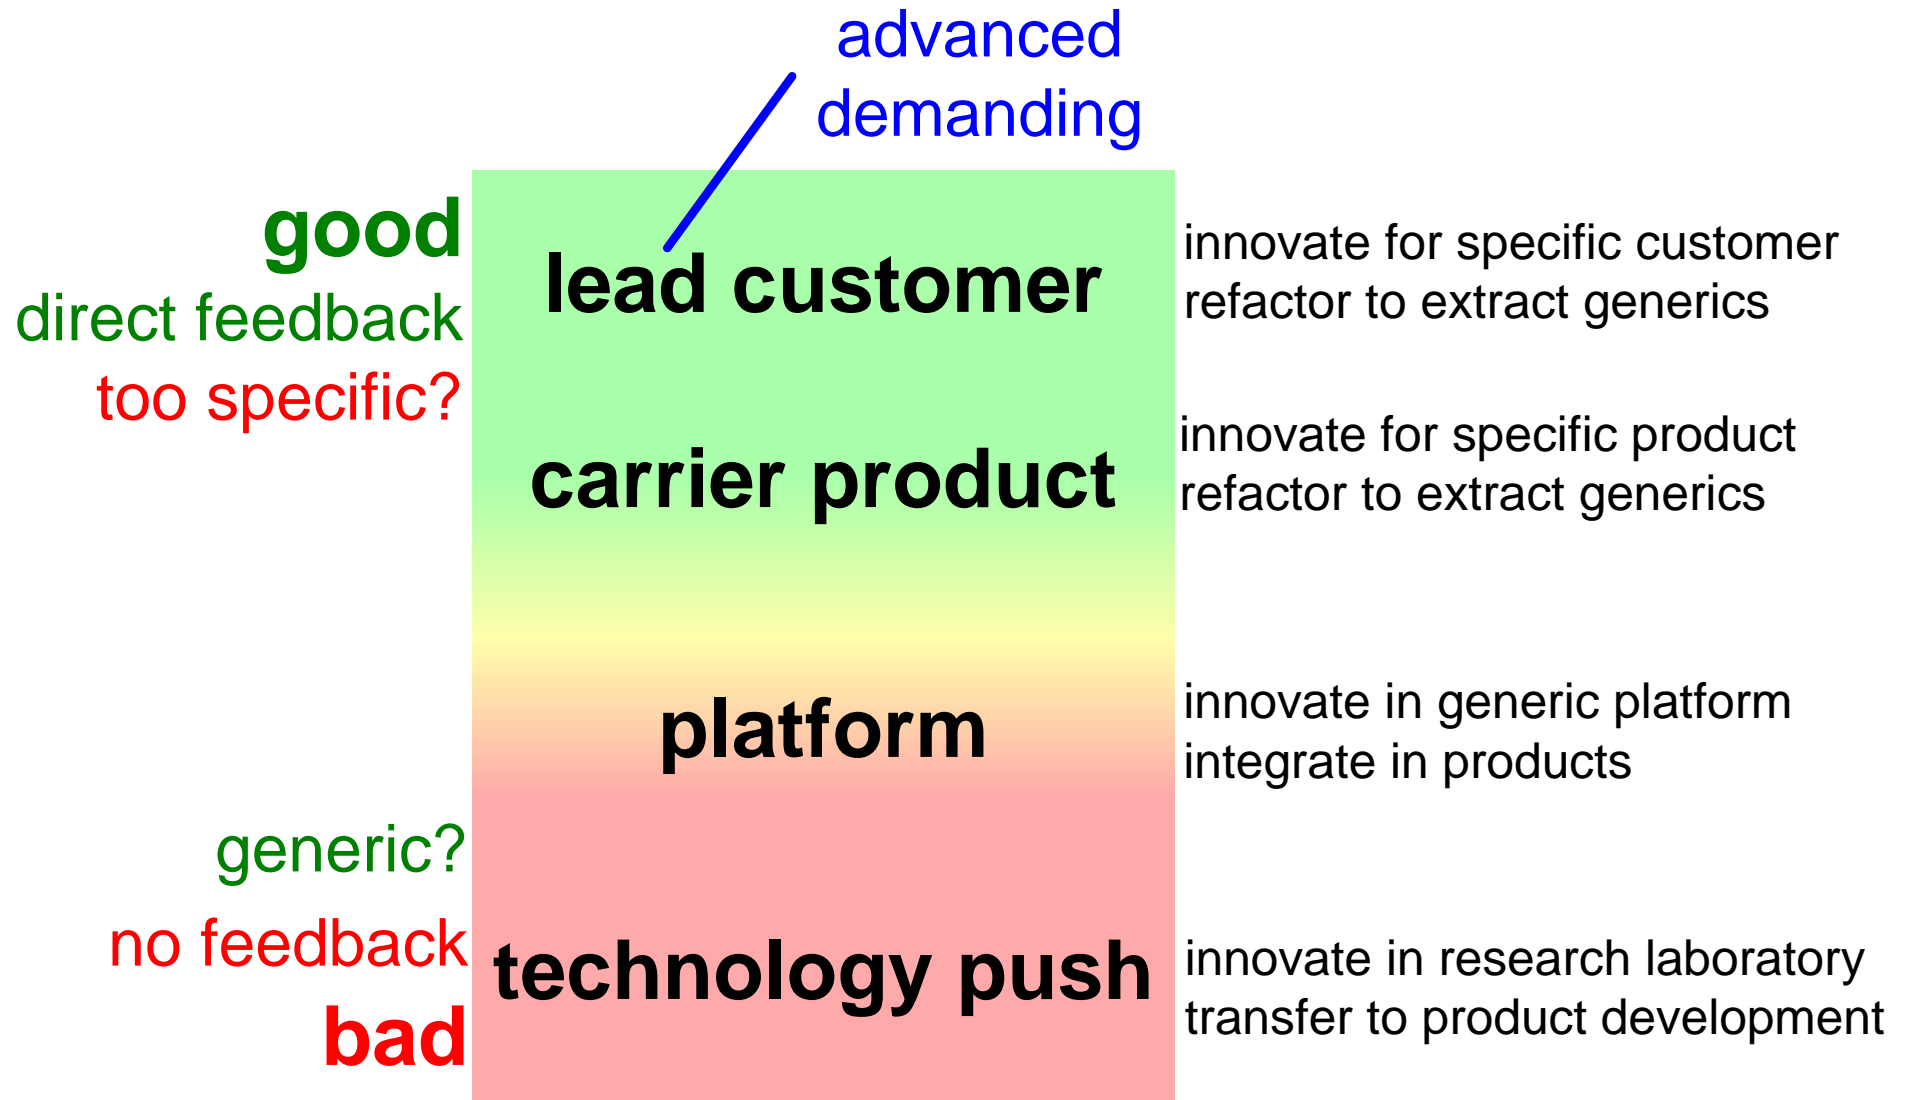 advanced
demanding
good
direct feedback
too specific?
lead customer
innovate for specific customer
refactor to extract generics
carrier product
innovate for specific product
refactor to extract generics
platform
innovate in generic platform
integrate in products
generic?
no feedback
bad
technology push
innovate in research laboratory
transfer to product development